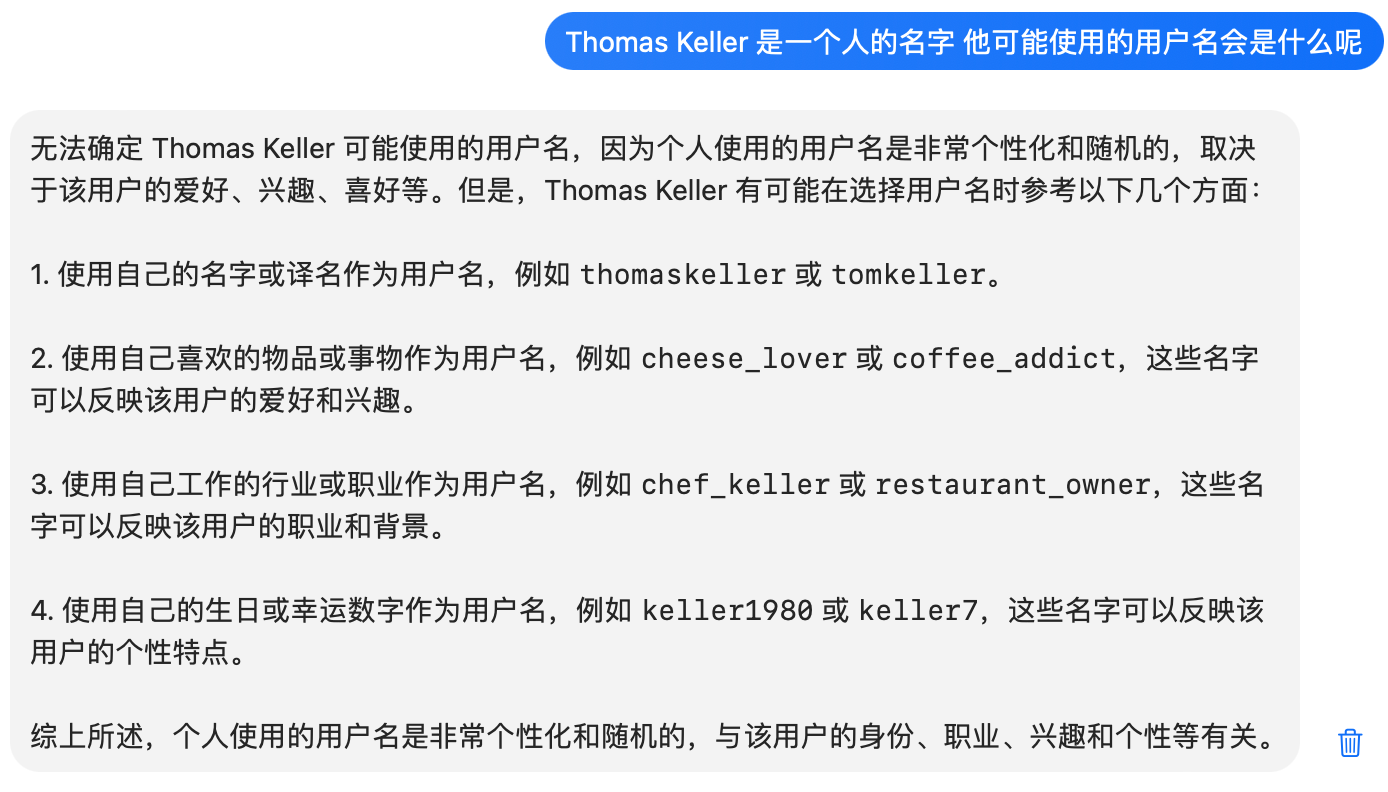 Thomas Keller 是一个人的名字 他可能使用的用户名会是什么呢
无法确定 Thomas Keller 可能使用的用户名，因为个人使用的用户名是非常个性化和随机的，取决
于该用户的爱好、兴趣、喜好等。但是，Thomas Keller 有可能在选择用户名时参考以下几个方面：
1. 使用自己的名字或译名作为用户名，例如 thomaskeller 或 tomkeller。
2. 使用自己喜欢的物品或事物作为用户名，例如 cheese_lover 或 coffee_addict，这些名字
可以反映该用户的爱好和兴趣。
3. 使用自己工作的行业或职业作为用户名，例如 chef_keller 或 restaurant_owner，这些名
字可以反映该用户的职业和背景。
4. 使用自己的生日或幸运数字作为用户名，例如 keller1980 或 keller7，这些名字可以反映该
用户的个性特点。
综上所述，个人使用的用户名是非常个性化和随机的，与该用户的身份、职业、兴趣和个性等有关。